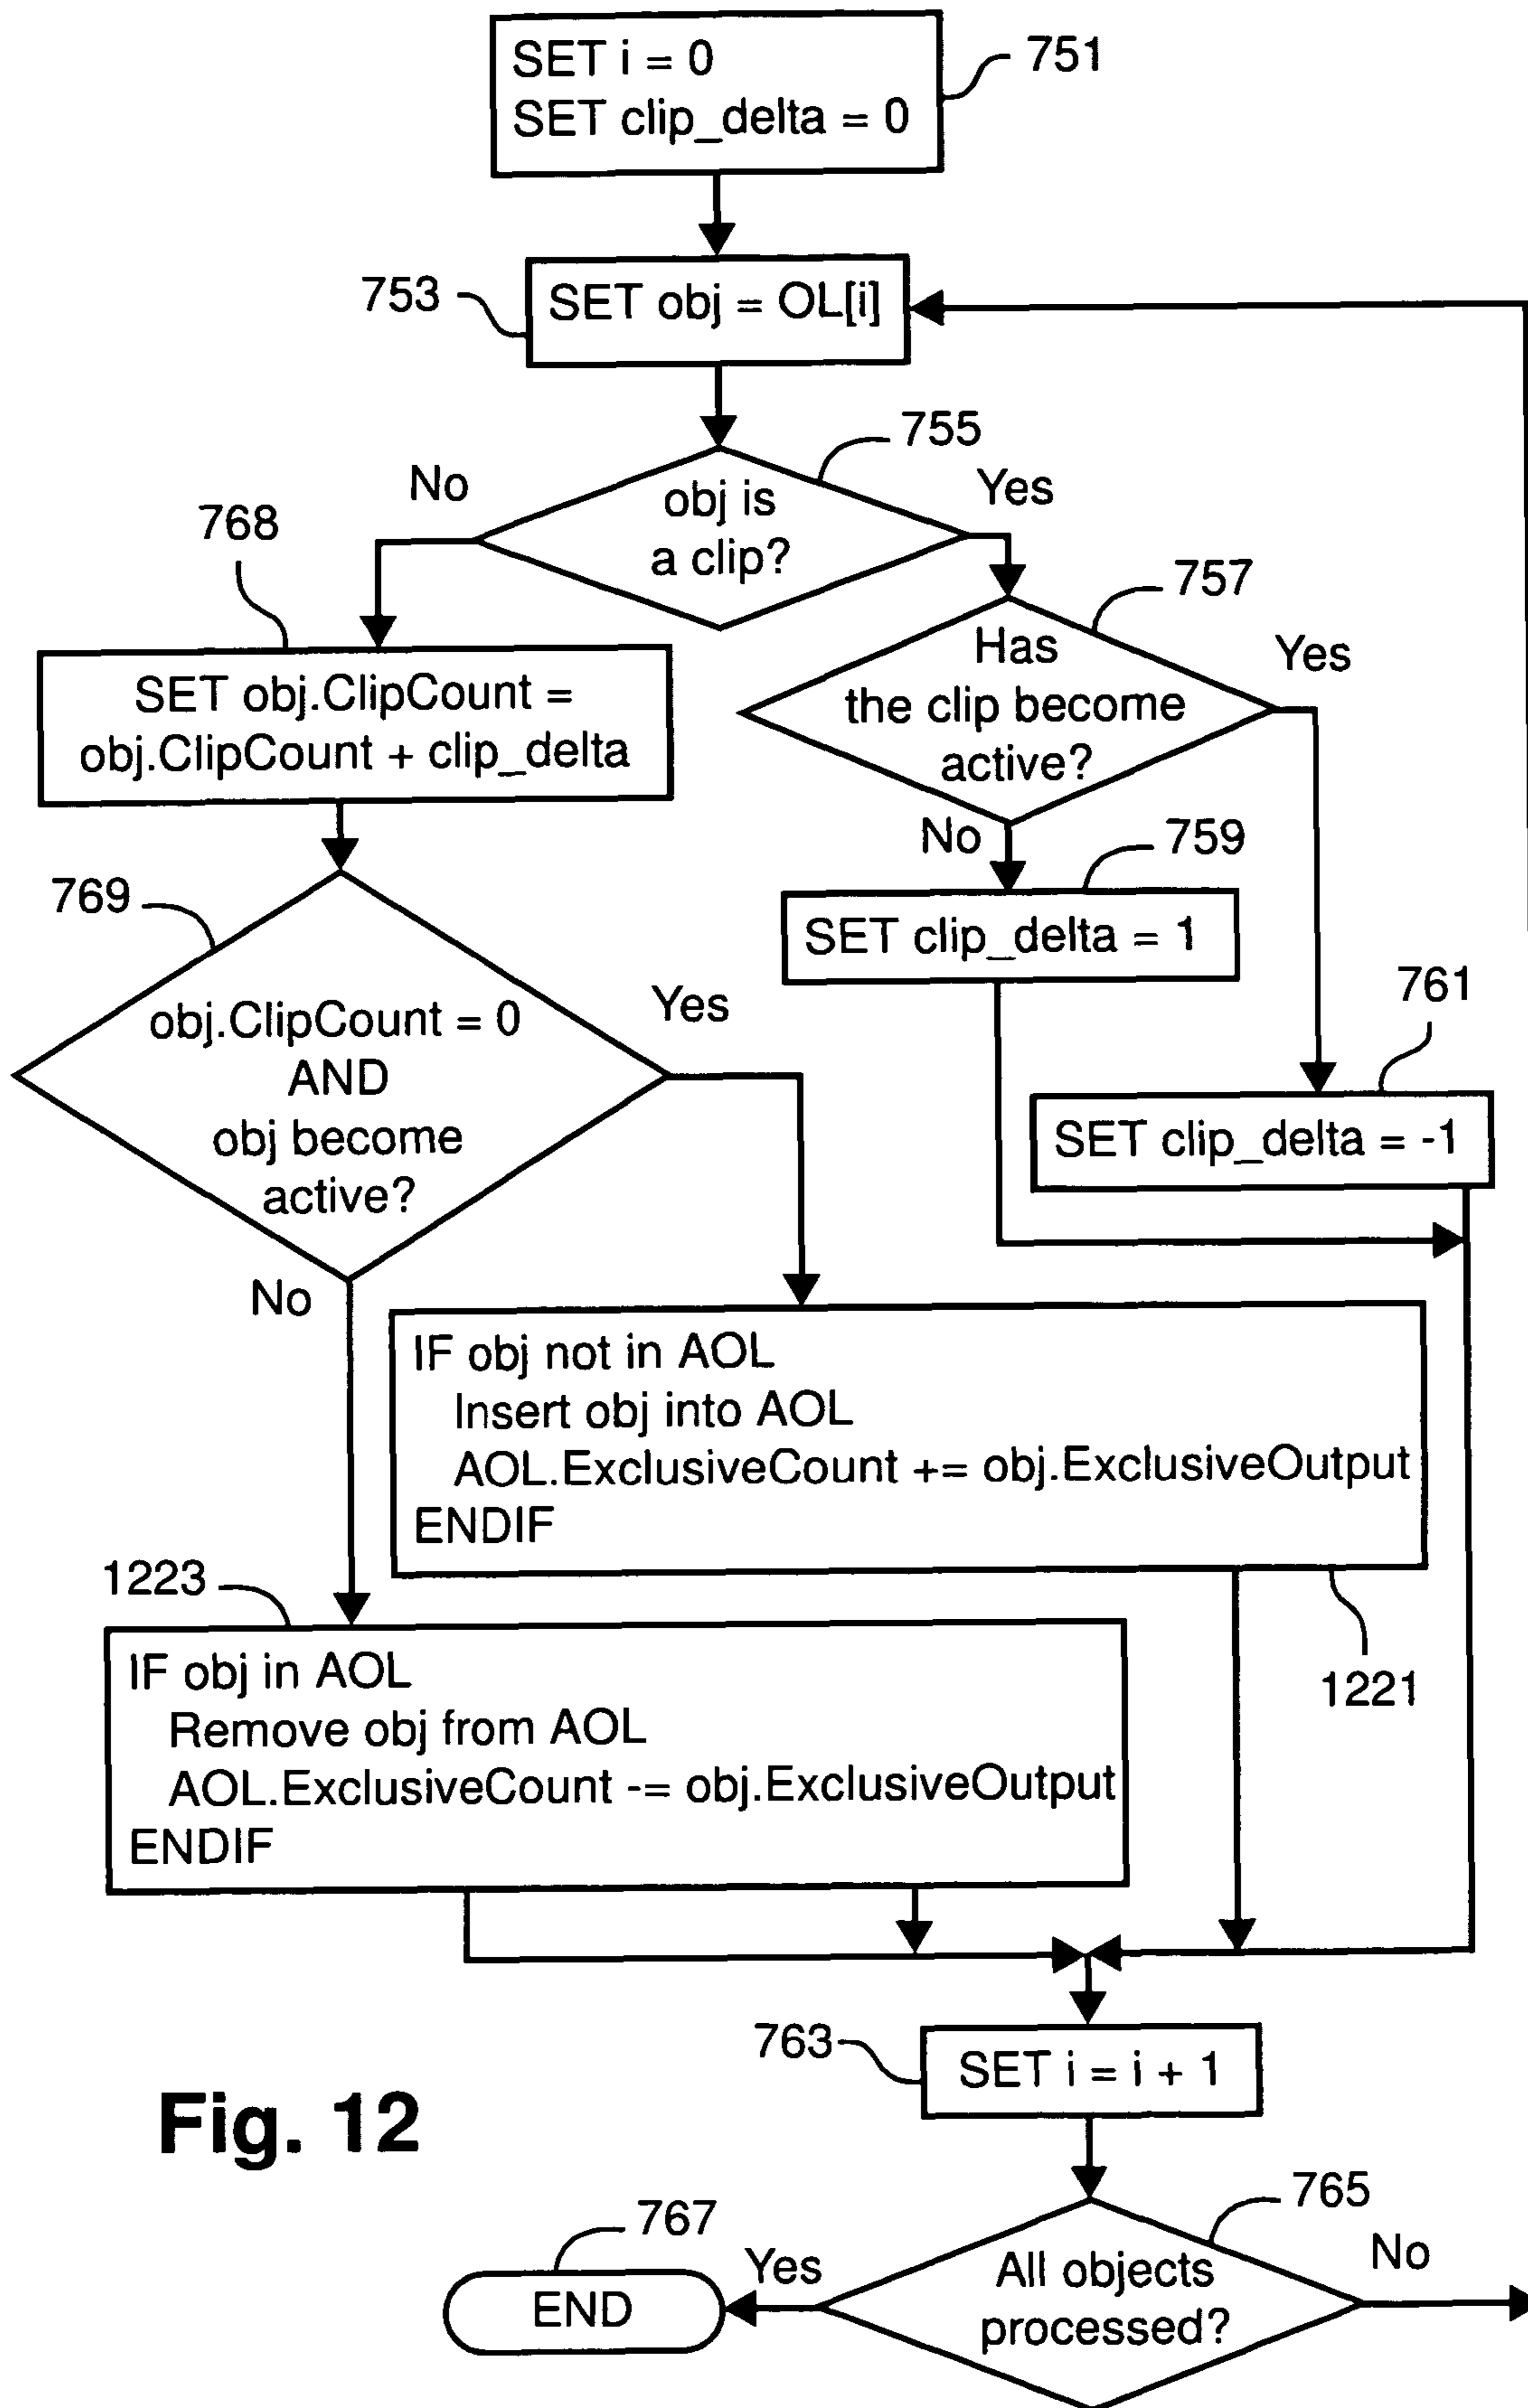 SET i = 0
SET clip_delta = 0
751
753
SET obj = OL[i]
755
No
Yes
obj is
a clip?
768
757
SET obj.ClipCount =
obj.ClipCount + clip_delta
Has
the clip become
active?
Yes
No
759
769
SET clip_delta = 1
761
obj.ClipCount = 0
AND
obj become
active?
Yes
SET clip_delta = -1
No
IF obj not in AOL
Insert obj into AOL
AOL.ExclusiveCount += obj.ExclusiveOutput
ENDIF
1223
1221
IF obj in AOL
Remove obj from AOL
AOL.ExclusiveCount -= obj.ExclusiveOutput
ENDIF
763
SET i = i + 1
Fig. 12
765
767
Yes
No
END
All objects
processed?